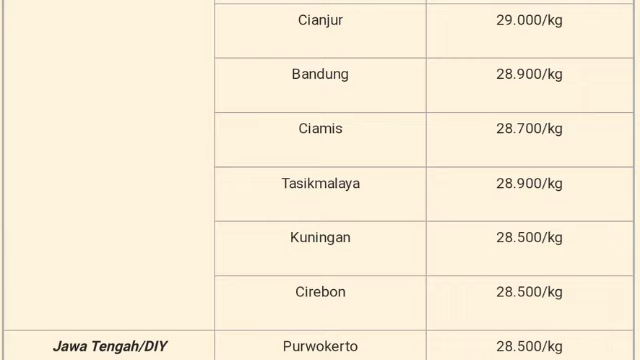 Cianjur 29.000/kg
Bandung 28.900/kg
Ciamis 28.700/kg
Tasikmalaya 28.900/kg
Kuningan 28.500/kg
Cirebon 28.500/kg
Jawa Tengah/DIY Purwokerto 28.500/kg